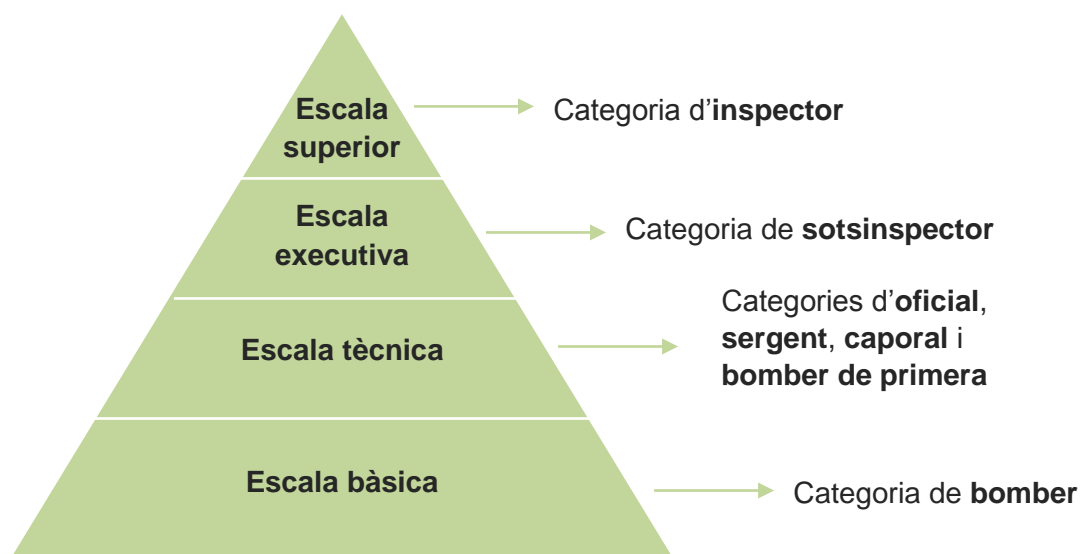 Escala
superior
Categoria d’inspector
Escala
executiva
Categoria de sotsinspector
Escala tècnica
Categories d’oficial,
sergent, caporal i
bomber de primera
Escala bàsica
Categoria de bomber